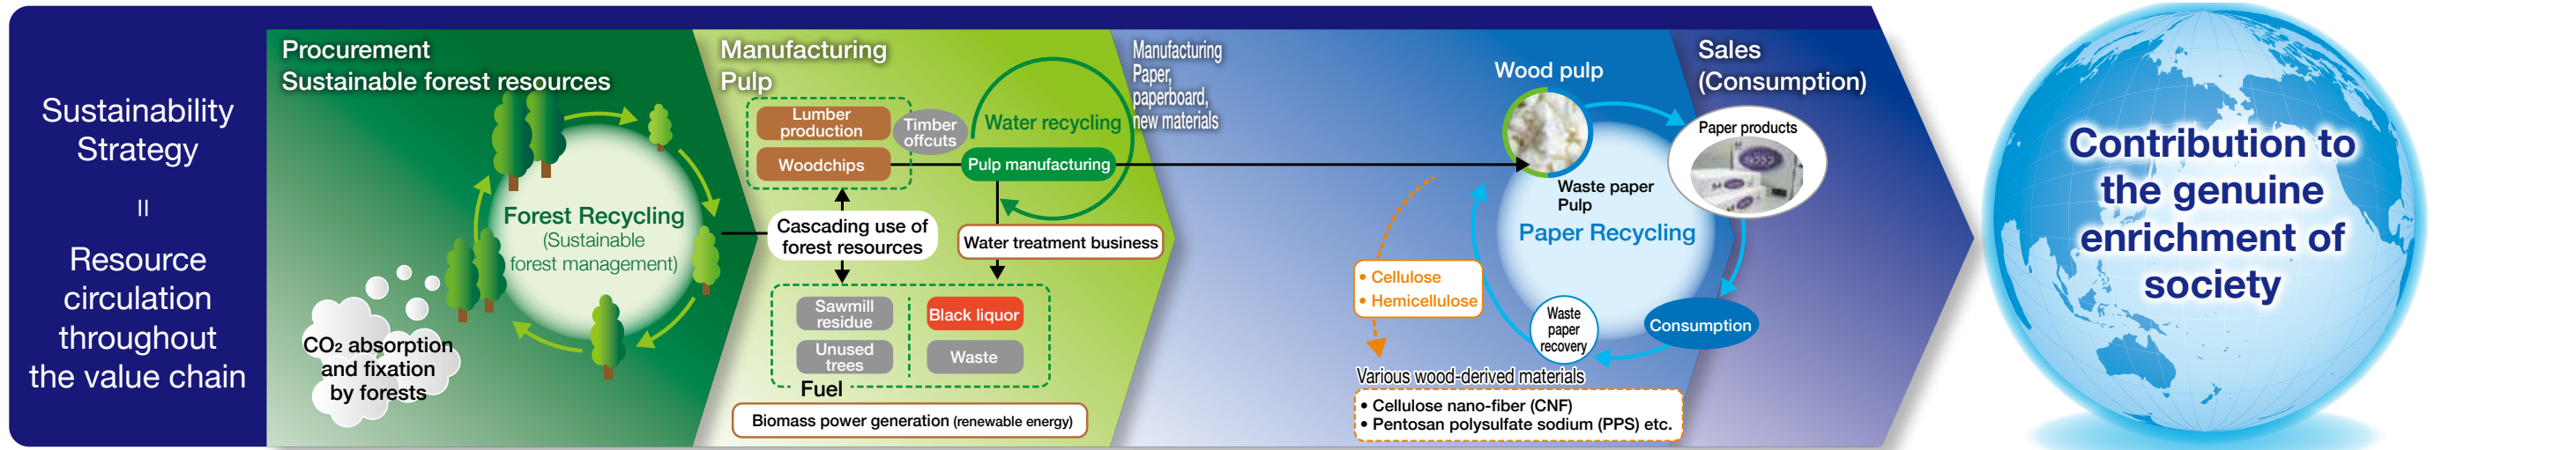 Sustainability
Strategy
=
Resource
circulation
throughout
the value chain
Procurement
Sustainable forest resources
Forest Recycling
(Sustainable
forest management)
CO₂ absorption
and fixation
by forests
Manufacturing
Pulp
Lumber
production
Timber
offcuts
Woodchips
Water recycling
Pulp manufacturing
Cascading use of
forest resources
Water treatment business
Sawmill
residue
Black liquor
Unused
trees
Waste
Fuel
Biomass power generation (renewable energy)
Manufacturing
Paper,
paperboard,
new materials
Wood pulp
Waste paper
Pulp
Paper Recycling
• Cellulose
• Hemicellulose
Waste
paper
recovery
Consumption
Various wood-derived materials
• Cellulose nano-fiber (CNF)
• Pentosan polysulfate sodium (PPS) etc.
Sales
(Consumption)
Paper products
Contribution to
the genuine
enrichment of
society